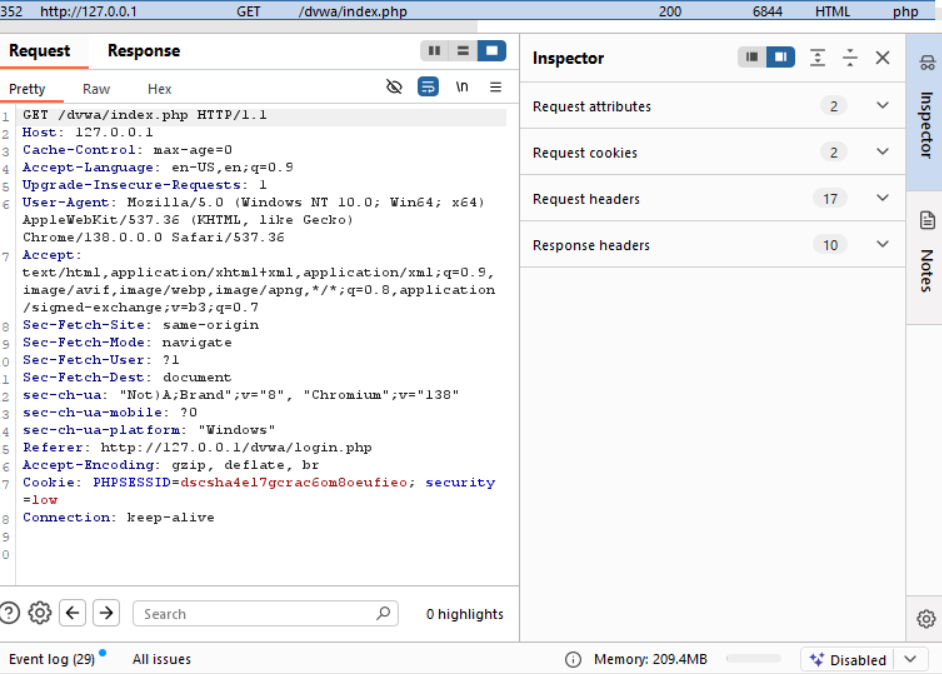 352 http://127.0.0.1 GET /dvwa/index.php 200 6844 HTML php
Request Response
Inspector
Pretty Raw Hex
\n
1 GET /dvwa/index.php HTTP/1.1
2 Host: 127.0.0.1
3 Cache-Control: max-age=0
4 Accept-Language: en-US,en;q=0.9
5 Upgrade-Insecure-Requests: 1
6 User-Agent: Mozilla/5.0 (Windows NT 10.0; Win64; x64)
AppleWebKit/537.36 (KHTML, like Gecko)
Chrome/138.0.0.0 Safari/537.36
7 Accept:
text/html,application/xhtml+xml,application/xml;q=0.9,
image/avif,image/webp,image/apng,*/*;q=0.8,application
/signed-exchange;v=b3;q=0.7
8 Sec-Fetch-Site: same-origin
9 Sec-Fetch-Mode: navigate
0 Sec-Fetch-User: ?1
1 Sec-Fetch-Dest: document
2 sec-ch-ua: "Not)A;Brand";v="8", "Chromium";v="138"
3 sec-ch-ua-mobile: ?0
4 sec-ch-ua-platform: "Windows"
5 Referer: http://127.0.0.1/dvwa/login.php
6 Accept-Encoding: gzip, deflate, br
7 Cookie: PHPSESSID=dscsha4el7gcrac6om8oeufieo; security
=low
8 Connection: keep-alive
9
0
Request attributes 2
Request cookies 2
Request headers 17
Response headers 10
Inspector
Notes
Search
0 highlights
Event log (29) All issues
Memory: 209.4MB
Disabled